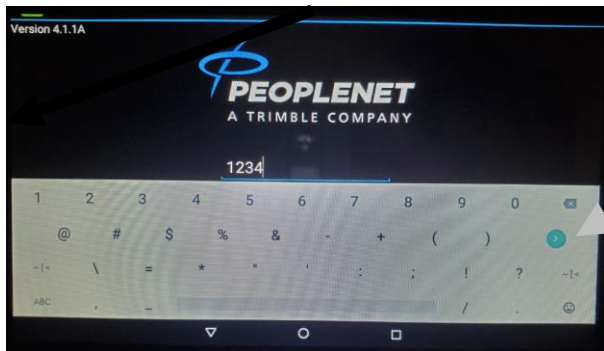 Version 4.1.1A
PEOPLENET
A TRIMBLE COMPANY
1234
1 2 3 4 5 6 7 8 9 0
@ # $ % & - + ( )
~[< \ = * " ' : ; ! ? ~[<
ABC , _ / .